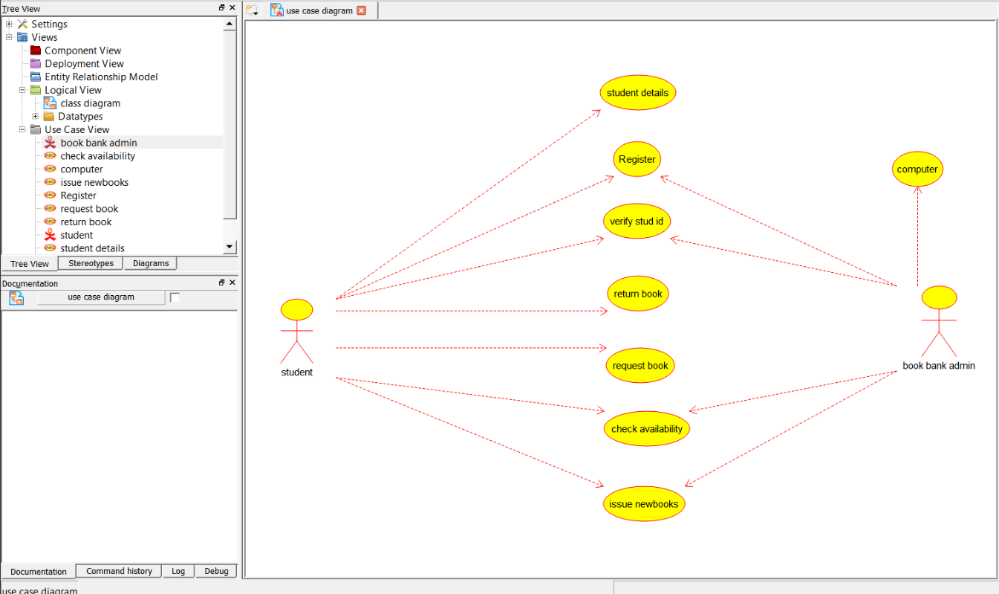 Tree View
Settings
Views
Component View
Deployment View
Entity Relationship Model
Logical View
class diagram
Datatypes
Use Case View
book bank admin
check availability
computer
issue newbooks
Register
request book
return book
student
student details
Tree View Stereotypes Diagrams
Documentation
use case diagram
Documentation Command history Log Debug
use case diagram
use case diagram
student details
Register
computer
verify stud id
return book
student
request book
book bank admin
check availability
issue newbooks